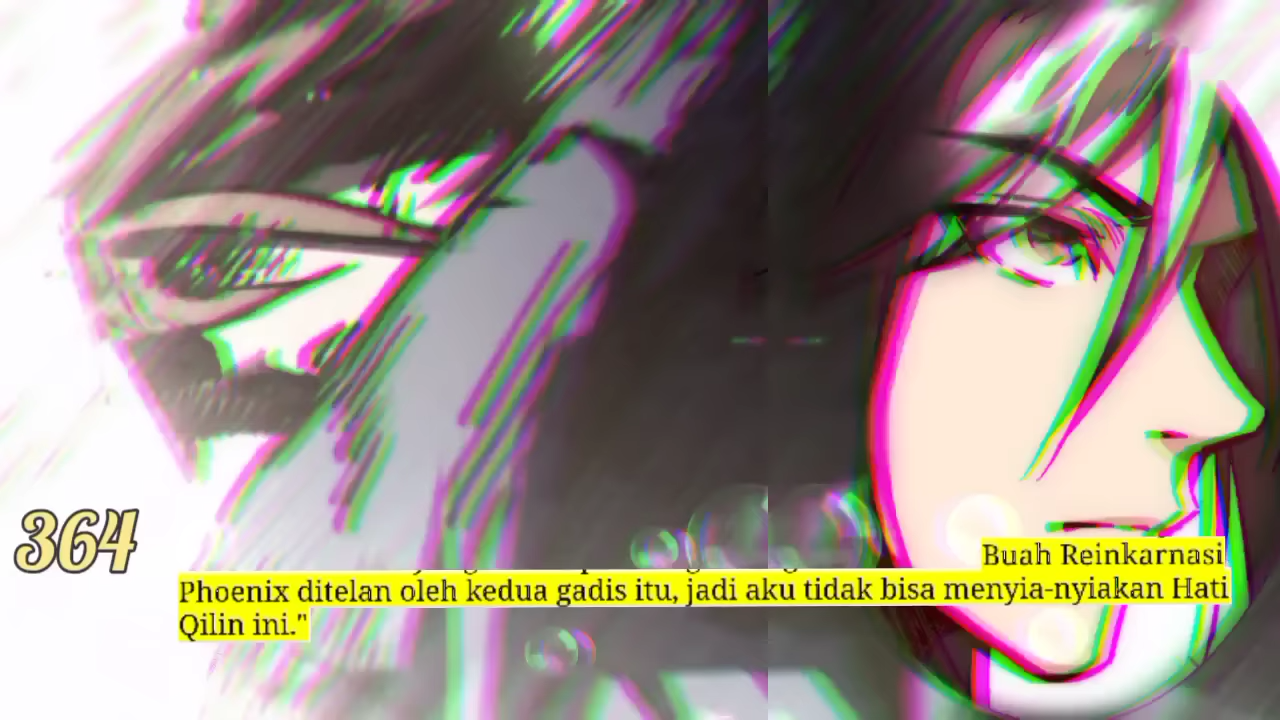 364
Buah Reinkarnasi
Phoenix ditelan oleh kedua gadis itu, jadi aku tidak bisa menyia-nyiakan Hati
Qilin ini."